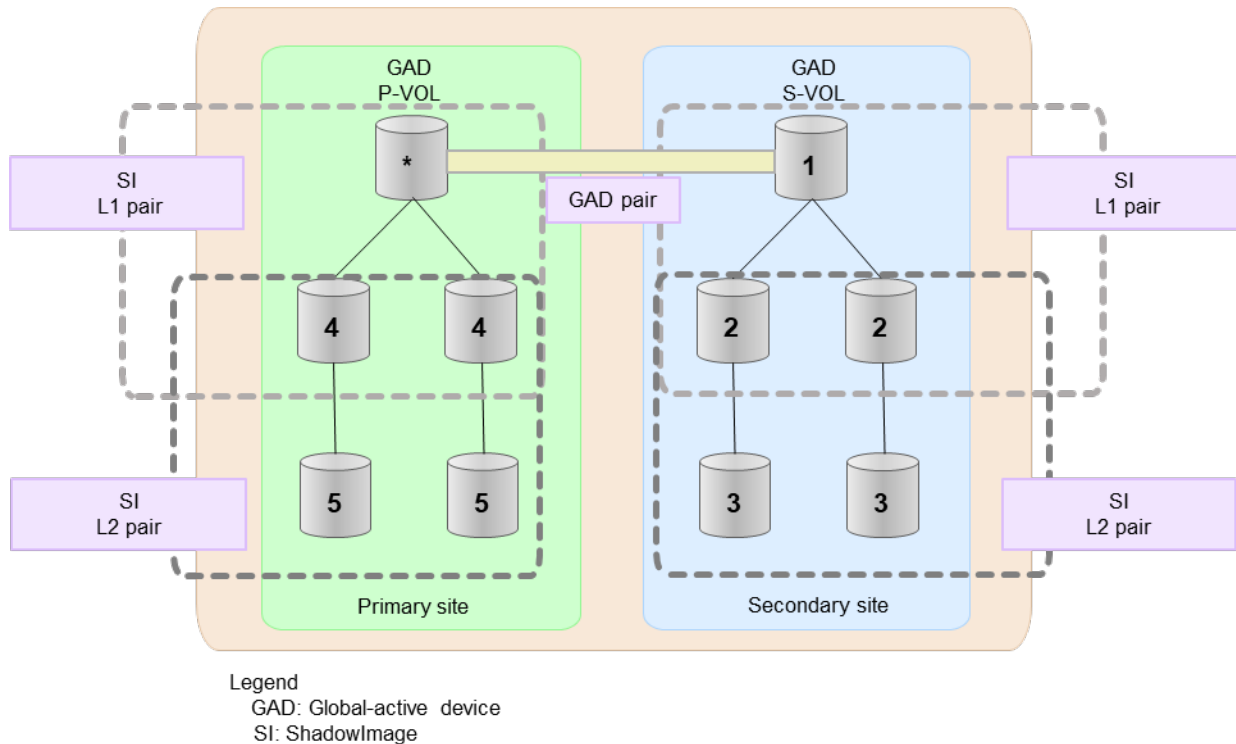 GAD
P-VOL
GAD
S-VOL
*
1
SI
L1 pair
GAD pair
SI
L1 pair
4
4
2
2
SI
L2 pair
5
5
3
3
SI
L2 pair
Primary site
Secondary site
Legend
GAD: Global-active device
SI: ShadowImage